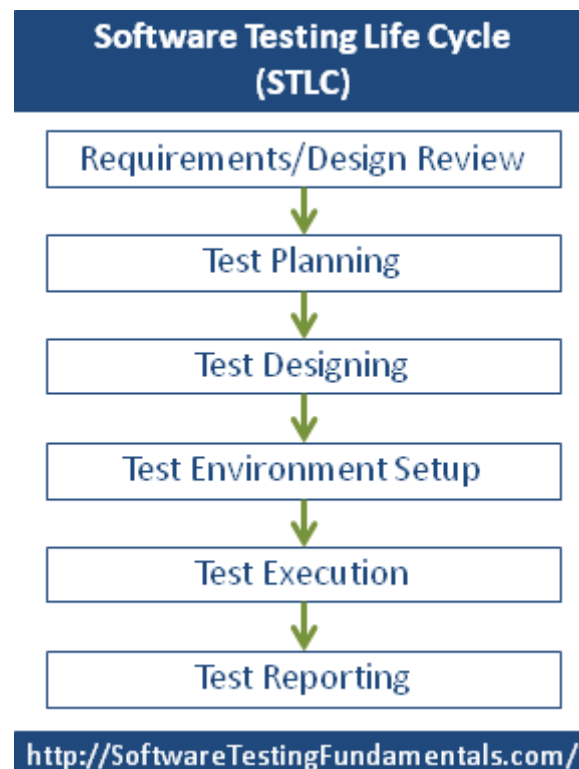 Software Testing Life Cycle
(STLC)
Requirements/Design Review
Test Planning
Test Designing
Test Environment Setup
Test Execution
Test Reporting
http://SoftwareTestingFundamentals.com/